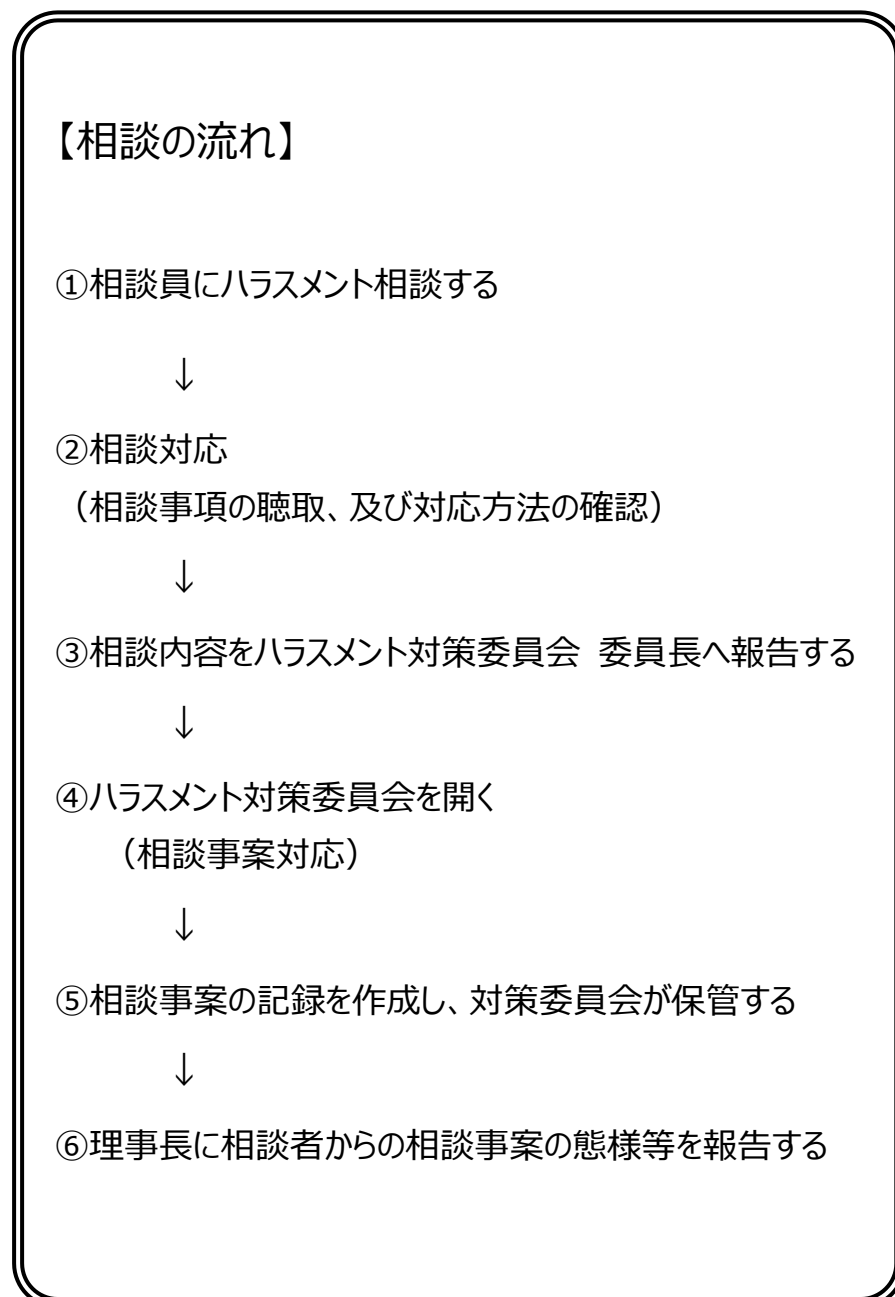 【相談の流れ】
①相談員にハラスメント相談する
↓
②相談対応
（相談事項の聴取、及び対応方法の確認）
↓
③相談内容をハラスメント対策委員会 委員長へ報告する
↓
④ハラスメント対策委員会を開く
（相談事案対応）
↓
⑤相談事案の記録を作成し、対策委員会が保管する
↓
⑥理事長に相談者からの相談事案の態様等を報告する